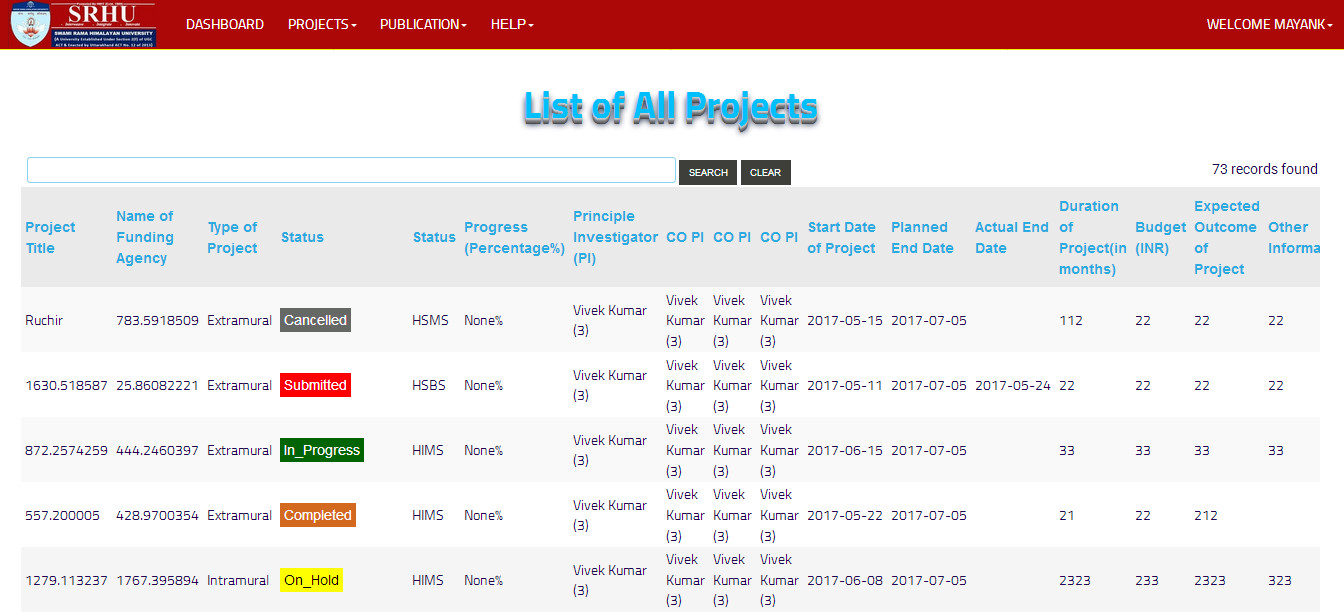 Presented By HIHT Society, Delhi
SRHU
- Interweave - Integrate - Innovate
SWAMI RAMA HIMALAYAN UNIVERSITY
[A University Established Under Section 2(f) of UGC
ACT & Enacted by Uttarakhand ACT No. 12 of 2013]
DASHBOARD PROJECTS PUBLICATION HELP WELCOME MAYANK
List of All Projects
SEARCH CLEAR 73 records found
Project Title Name of Funding Agency Type of Project Status Status Progress (Percentage%) Principle Investigator (PI) CO PI CO PI CO PI Start Date of Project Planned End Date Actual End Date Duration of Project(in months) Budget (INR) Expected Outcome of Project Other Informa
Ruchir 783.5918509 Extramural Cancelled HSMS None% Vivek Kumar (3) Vivek Kumar (3) Vivek Kumar (3) Vivek Kumar (3) 2017-05-15 2017-07-05 112 22 22 22
1630.518587 25.86082221 Extramural Submitted HSBS None% Vivek Kumar (3) Vivek Kumar (3) Vivek Kumar (3) Vivek Kumar (3) 2017-05-11 2017-07-05 2017-05-24 22 22 22 22
872.2574259 444.2460397 Extramural In_Progress HIMS None% Vivek Kumar (3) Vivek Kumar (3) Vivek Kumar (3) Vivek Kumar (3) 2017-06-15 2017-07-05 33 33 33 33
557.200005 428.9700354 Extramural Completed HIMS None% Vivek Kumar (3) Vivek Kumar (3) Vivek Kumar (3) Vivek Kumar (3) 2017-05-22 2017-07-05 21 22 212
1279.113237 1767.395894 Intramural On_Hold HIMS None% Vivek Kumar (3) Vivek Kumar (3) Vivek Kumar (3) Vivek Kumar (3) 2017-06-08 2017-07-05 2323 233 2323 323